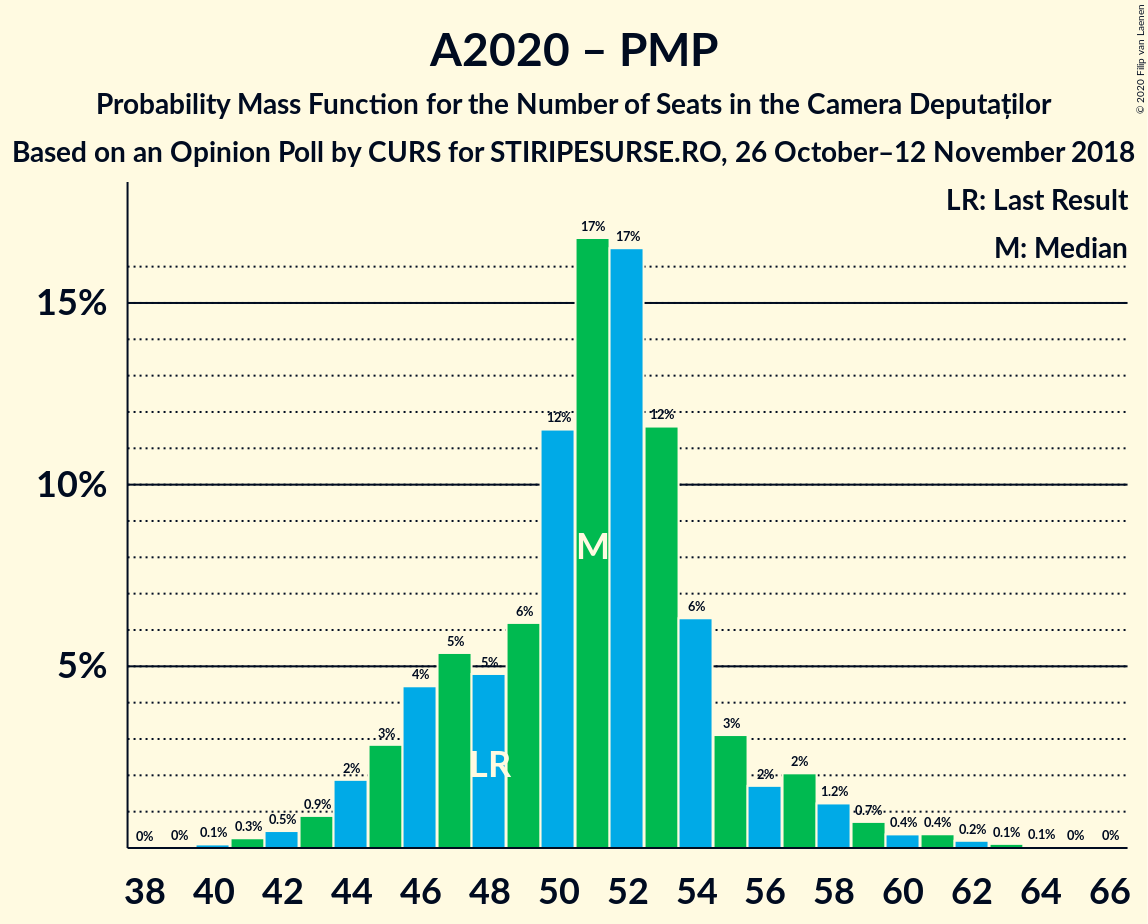 A2020 – PMP
Probability Mass Function for the Number of Seats in the Camera Deputaților
Based on an Opinion Poll by CURS for STIRIPESURSE.RO, 26 October–12 November 2018
© 2020 Filip van Laenen
LR: Last Result
M: Median
15%
10%
5%
0% 0% 0.1% 0.3% 0.5% 0.9% 2% 3% 4% 5% 5% 6% 12% 17% 17% 12% 6% 3% 2% 2% 1.2% 0.7% 0.4% 0.4% 0.2% 0.1% 0.1% 0% 0%
M
LR
38 40 42 44 46 48 50 52 54 56 58 60 62 64 66